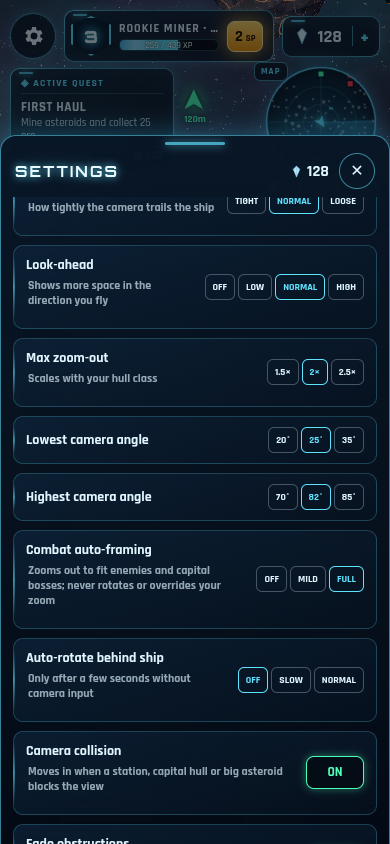 3
ROOKIE MINER · …
2 SP
128 +
ACTIVE QUEST
FIRST HAUL
Mine asteroids and collect 25
120m
MAP
SETTINGS
128 ×
How tightly the camera trails the ship
TIGHT NORMAL LOOSE
Look-ahead
Shows more space in the
direction you fly
OFF LOW NORMAL HIGH
Max zoom-out
Scales with your hull class
1.5× 2× 2.5×
Lowest camera angle
20° 25° 35°
Highest camera angle
70° 82° 85°
Combat auto-framing
Zooms out to fit enemies and capital
bosses; never rotates or overrides your
zoom
OFF MILD FULL
Auto-rotate behind ship
Only after a few seconds without
camera input
OFF SLOW NORMAL
Camera collision
Moves in when a station, capital hull or big asteroid
blocks the view
ON
Fade obstructions